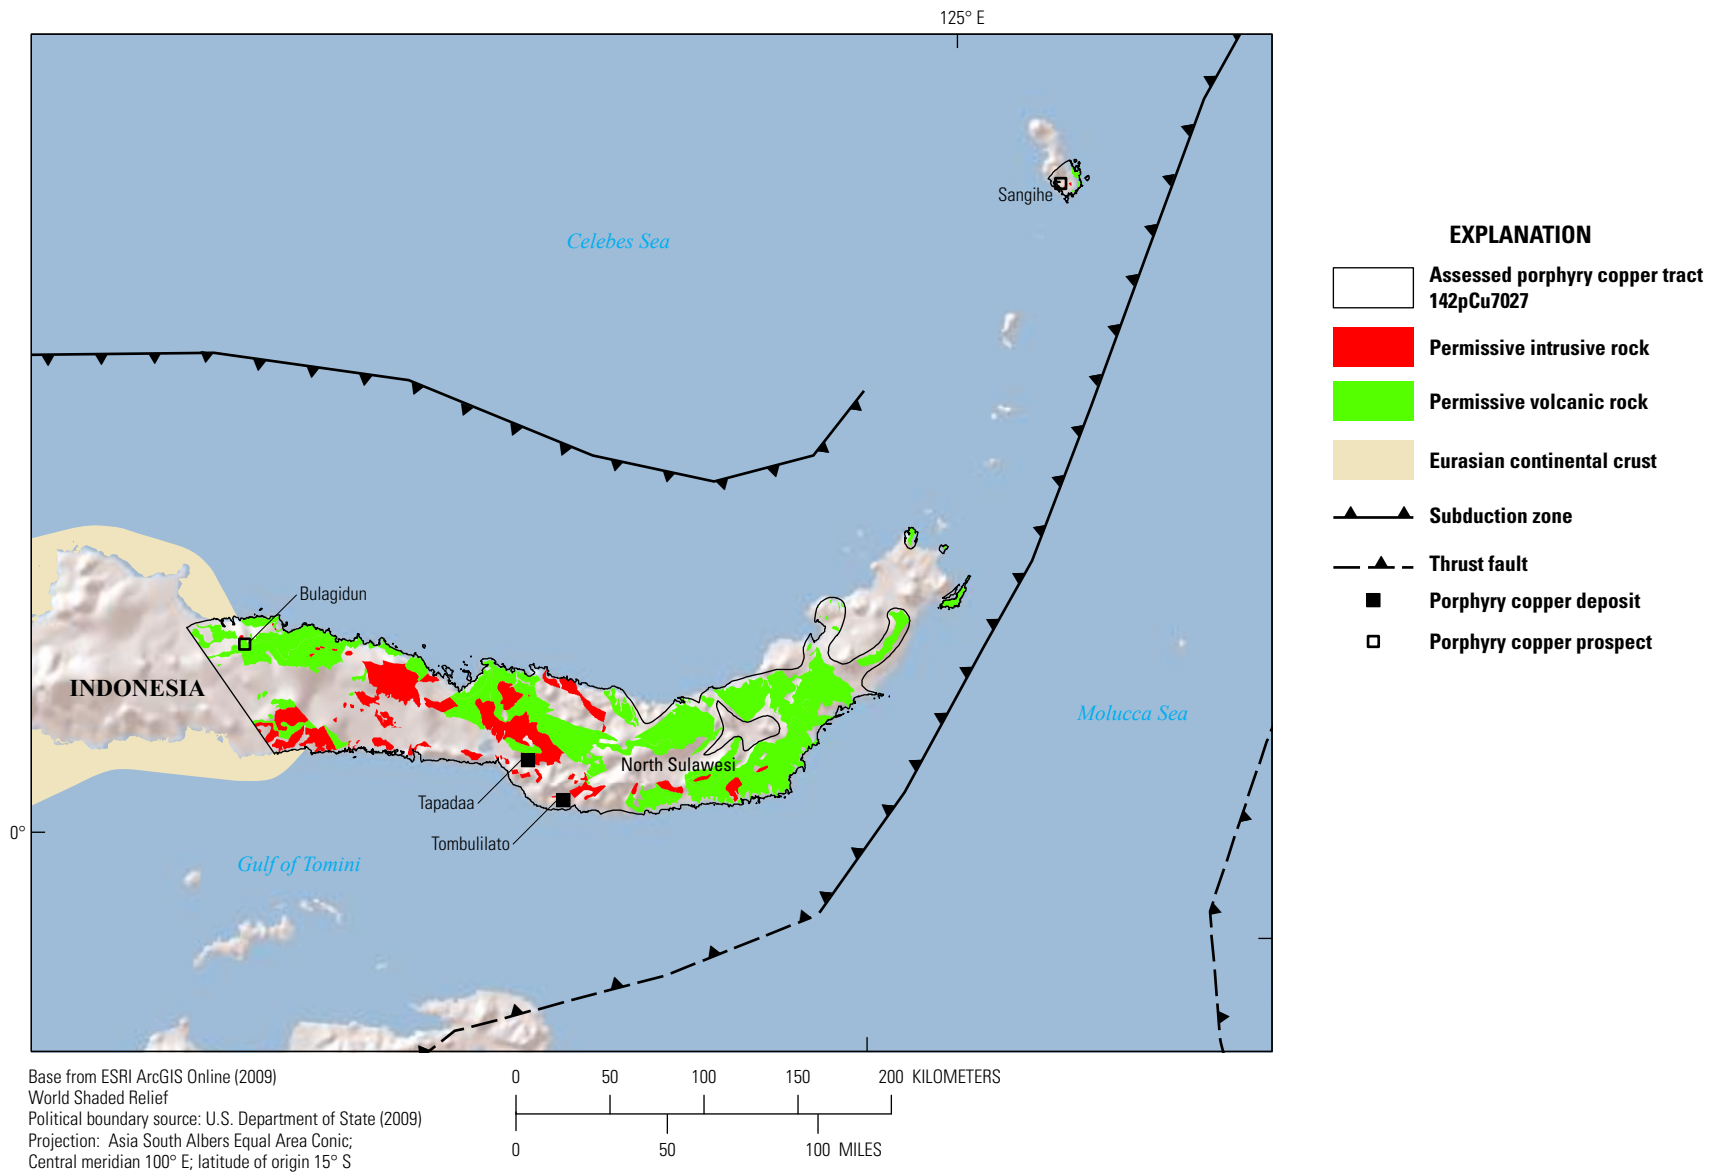 125° E
Sangihe
Celebes Sea
EXPLANATION
Assessed porphyry copper tract
142pCu7027
Permissive intrusive rock
Permissive volcanic rock
Eurasian continental crust
Subduction zone
Thrust fault
Porphyry copper deposit
Porphyry copper prospect
Bulagidun
INDONESIA
Molucca Sea
North Sulawesi
Tapadaa
Tombulilato
0°
Gulf of Tomini
Base from ESRI ArcGIS Online (2009)
World Shaded Relief
Political boundary source: U.S. Department of State (2009)
Projection: Asia South Albers Equal Area Conic;
Central meridian 100° E; latitude of origin 15° S
0 50 100 150 200 KILOMETERS
0 50 100 MILES